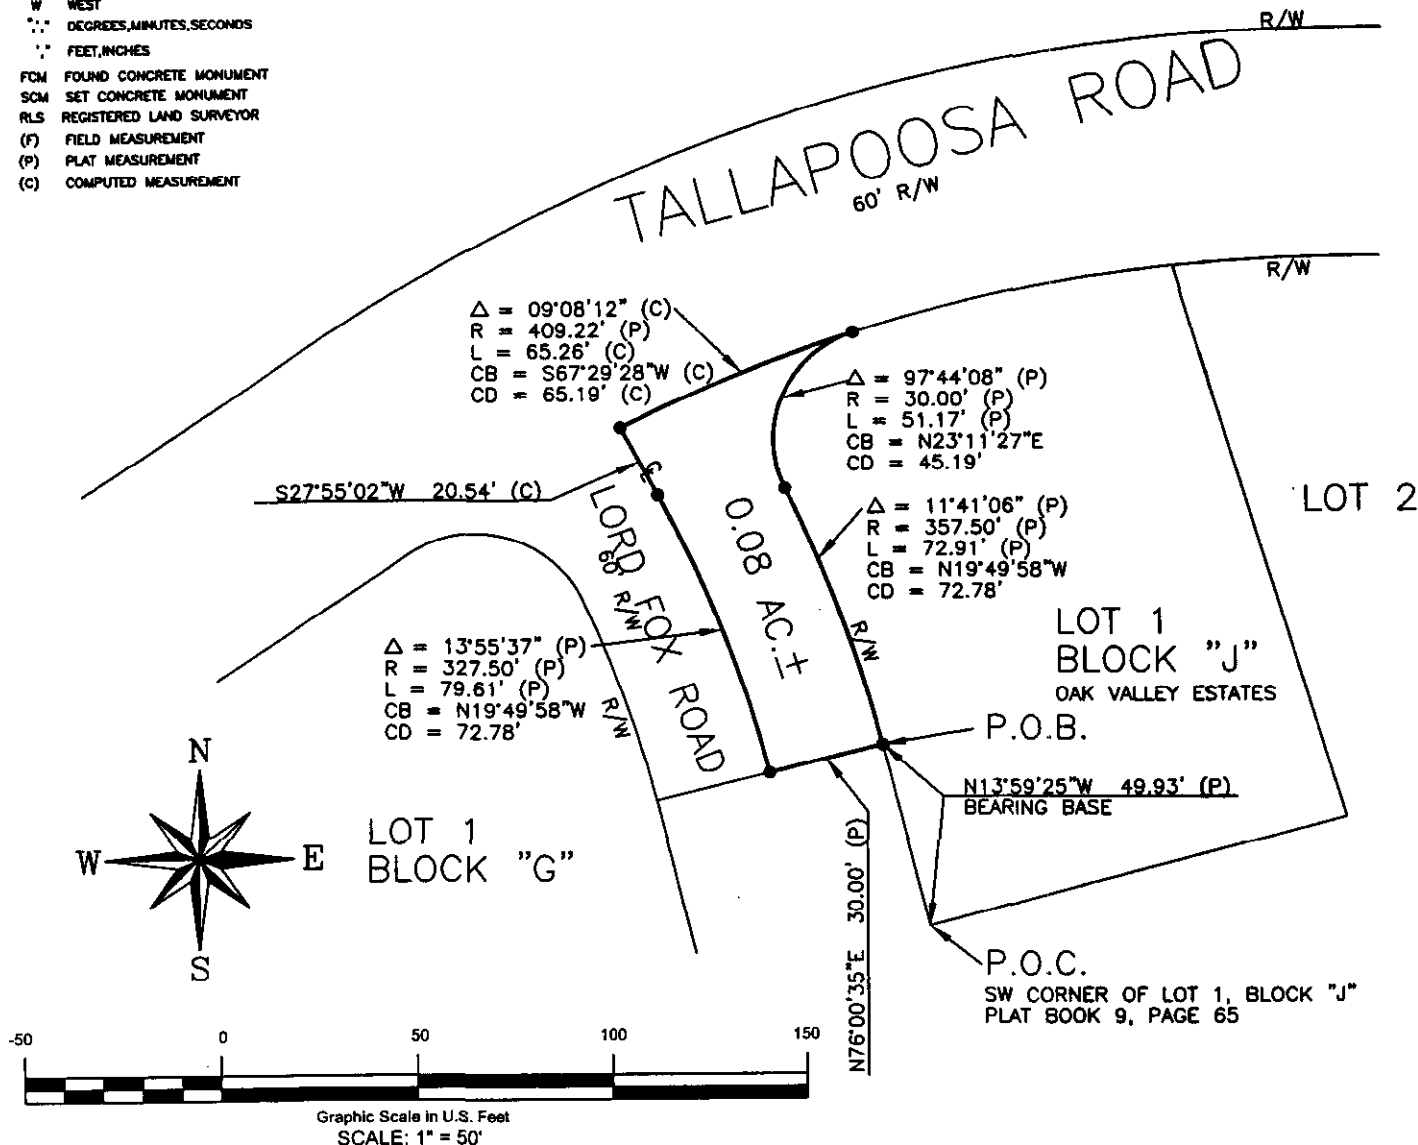 W WEST
°,'," DEGREES,MINUTES,SECONDS
'," FEET,INCHES
FCM FOUND CONCRETE MONUMENT
SCM SET CONCRETE MONUMENT
RLS REGISTERED LAND SURVEYOR
(F) FIELD MEASUREMENT
(P) PLAT MEASUREMENT
(C) COMPUTED MEASUREMENT
R/W
TALLAPOOSA ROAD
60' R/W
R/W
Δ = 09°08'12" (C)
R = 409.22' (P)
L = 65.26' (C)
CB = S67°29'28"W (C)
CD = 65.19' (C)
Δ = 97°44'08" (P)
R = 30.00' (P)
L = 51.17' (P)
CB = N23°11'27"E
CD = 45.19'
S27°55'02"W 20.54' (C)
℄
LORD FOX ROAD
60' R/W
0.08 AC.±
Δ = 11°41'06" (P)
R = 357.50' (P)
L = 72.91' (P)
CB = N19°49'58"W
CD = 72.78'
LOT 2
R/W
LOT 1
BLOCK "J"
OAK VALLEY ESTATES
Δ = 13°55'37" (P)
R = 327.50' (P)
L = 79.61' (P)
CB = N19°49'58"W
CD = 72.78'
R/W
P.O.B.
N13°59'25"W 49.93' (P)
BEARING BASE
N76°00'35"E 30.00' (P)
N
W
E
S
LOT 1
BLOCK "G"
P.O.C.
SW CORNER OF LOT 1, BLOCK "J"
PLAT BOOK 9, PAGE 65
-50 0 50 100 150
Graphic Scale in U.S. Feet
SCALE: 1" = 50'